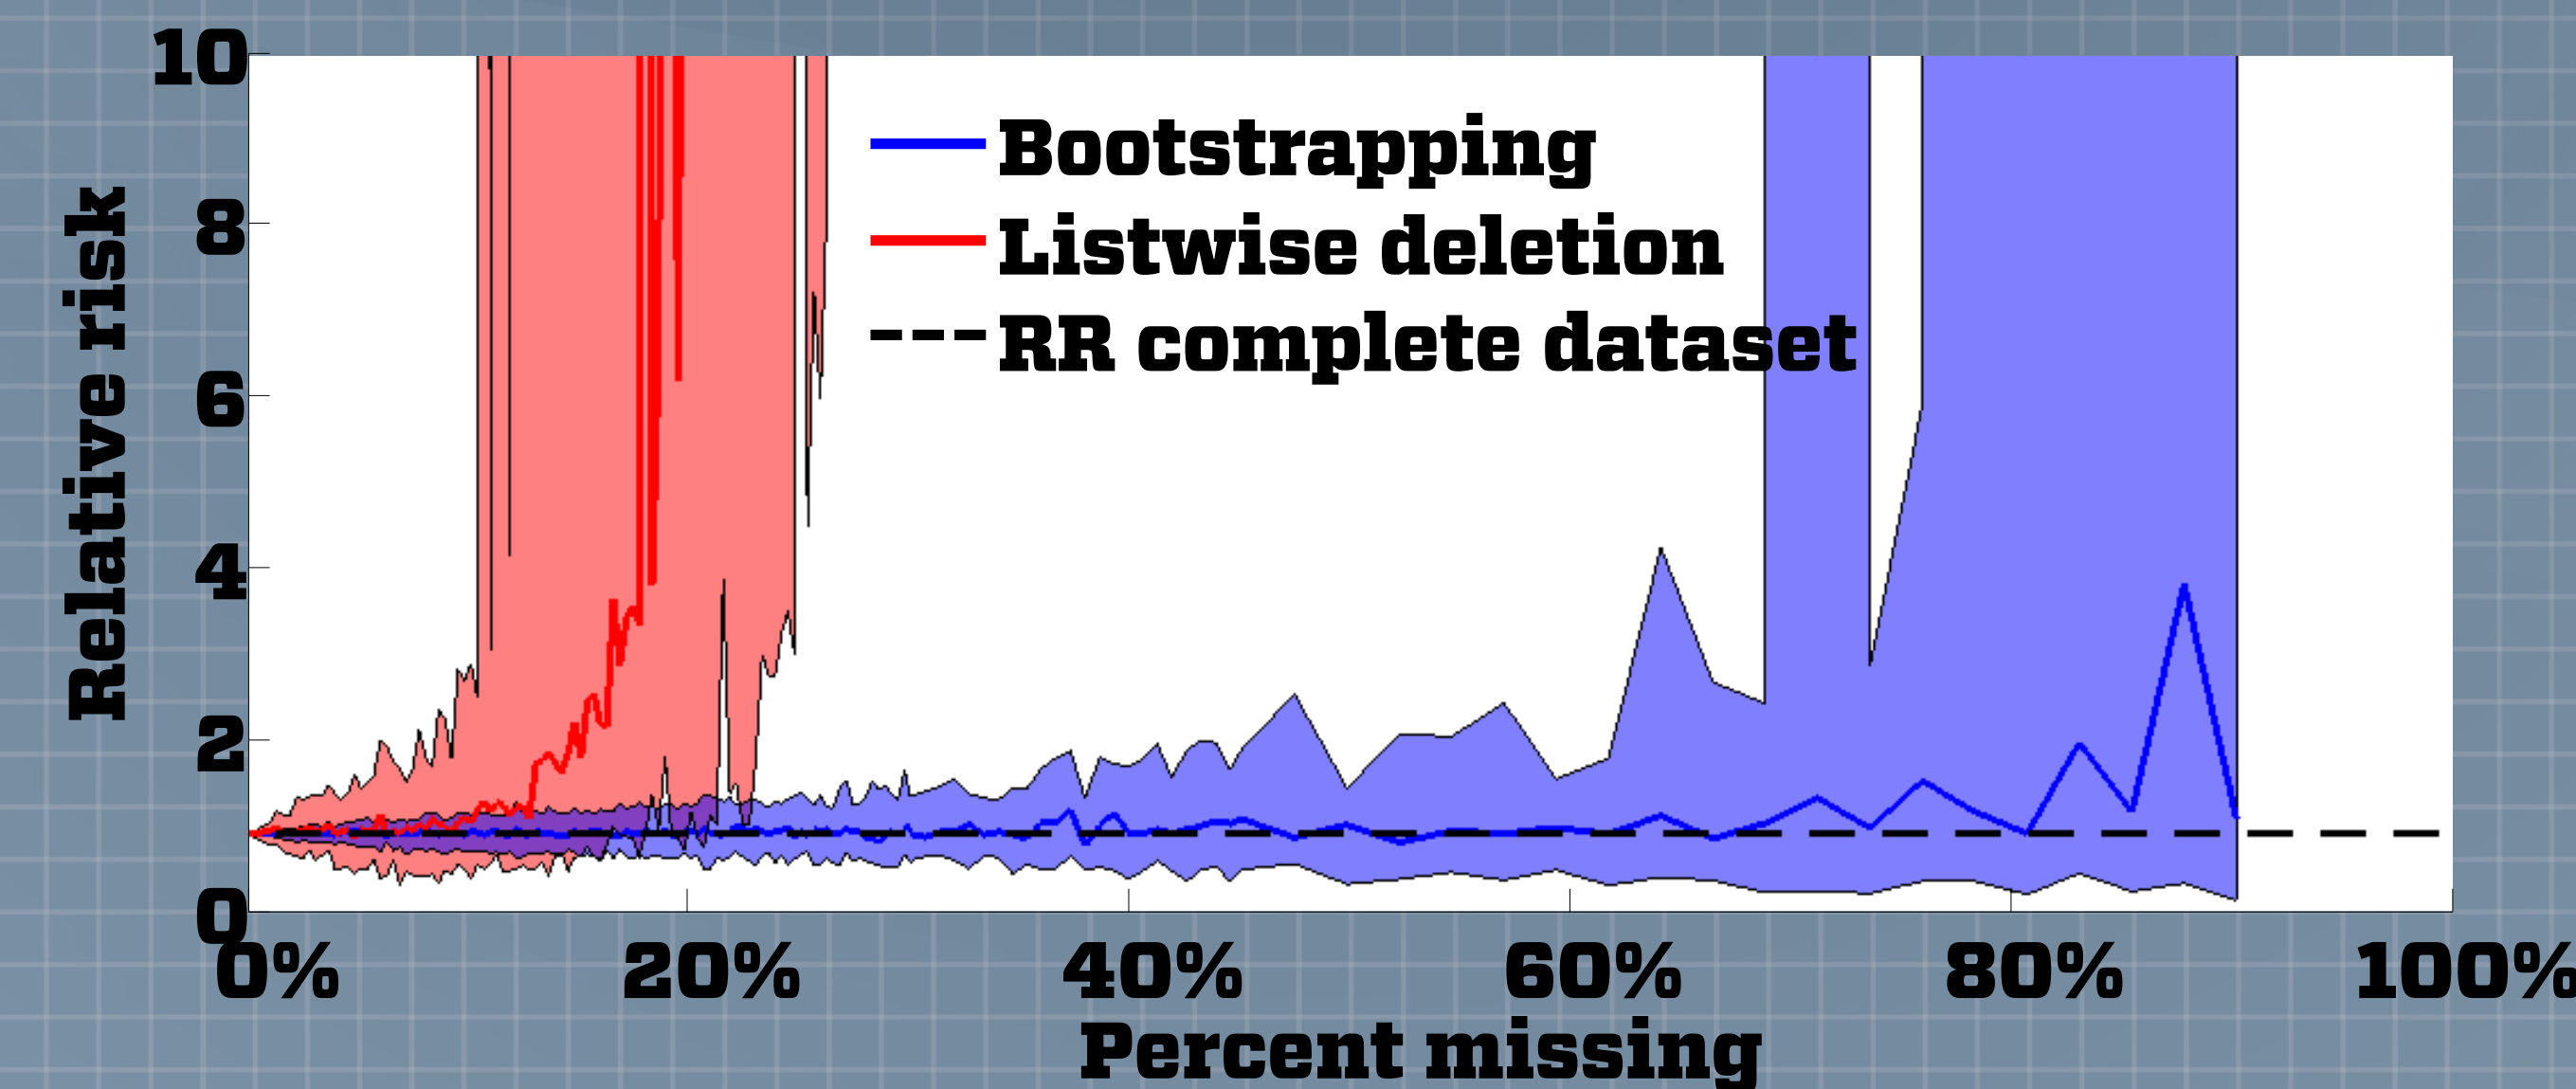 10
8
6
4
2
0
Relative risk
Bootstrapping
Listwise deletion
RR complete dataset
0% 20% 40% 60% 80% 100%
Percent missing